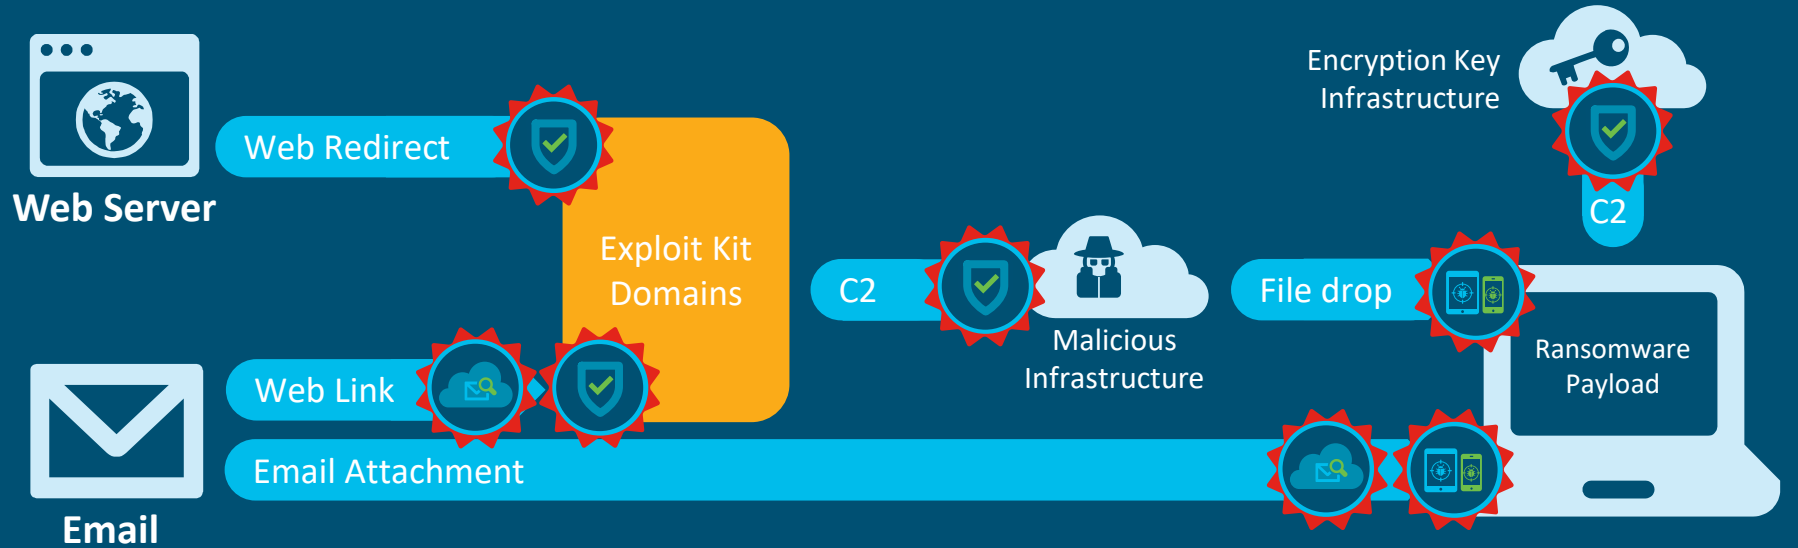 Web Server
Web Redirect
Exploit Kit
Domains
C2
Malicious
Infrastructure
Encryption Key
Infrastructure
C2
File drop
Ransomware
Payload
Web Link
Email Attachment
Email